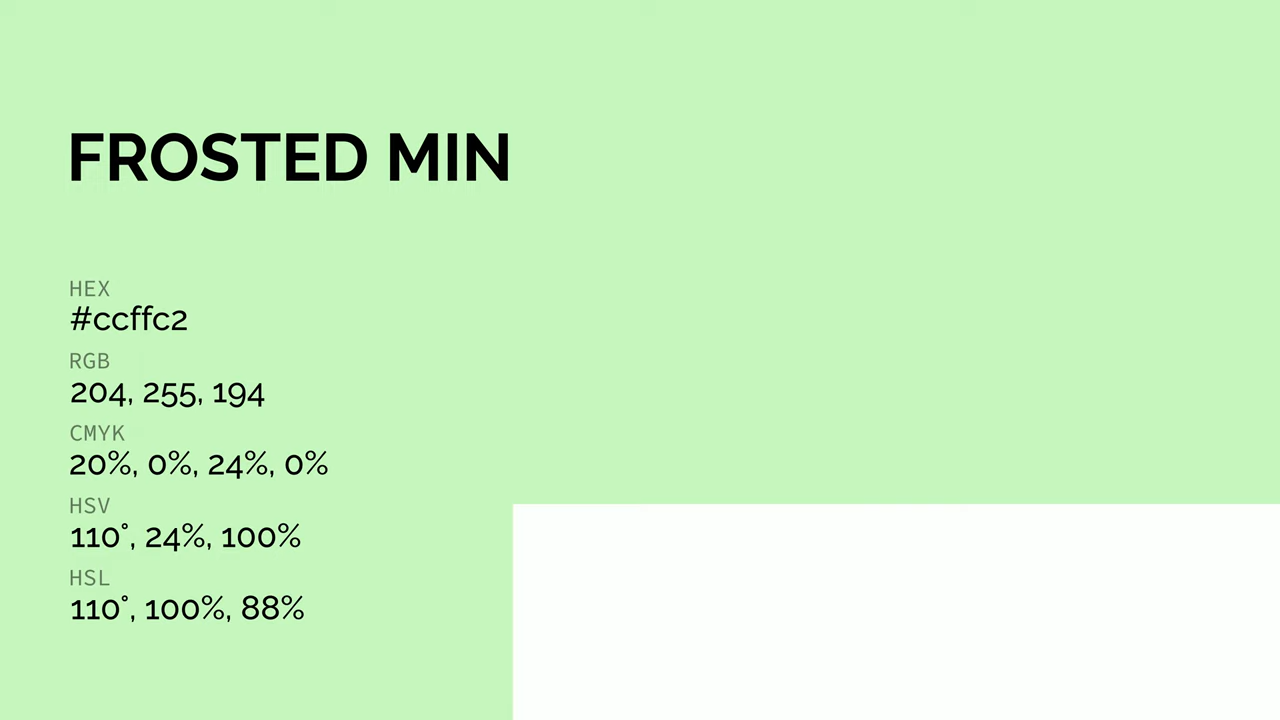 FROSTED MIN
HEX
#ccffc2
RGB
204, 255, 194
CMYK
20%, 0%, 24%, 0%
HSV
110°, 24%, 100%
HSL
110°, 100%, 88%